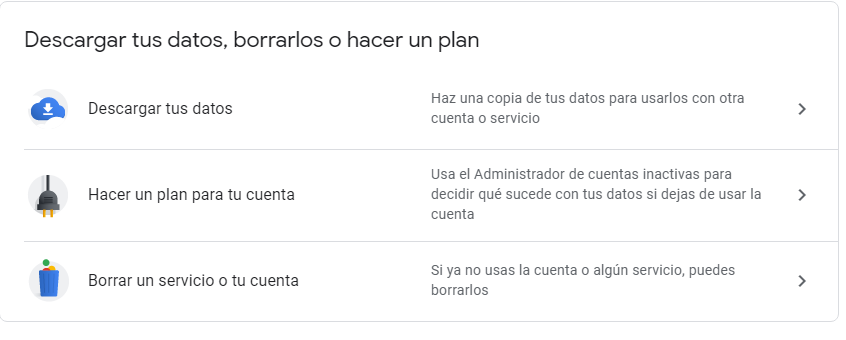 Descargar tus datos, borrarlos o hacer un plan
Descargar tus datos
Haz una copia de tus datos para usarlos con otra
cuenta o servicio
Hacer un plan para tu cuenta
Usa el Administrador de cuentas inactivas para
decidir qué sucede con tus datos si dejas de usar la
cuenta
Borrar un servicio o tu cuenta
Si ya no usas la cuenta o algún servicio, puedes
borrarlos